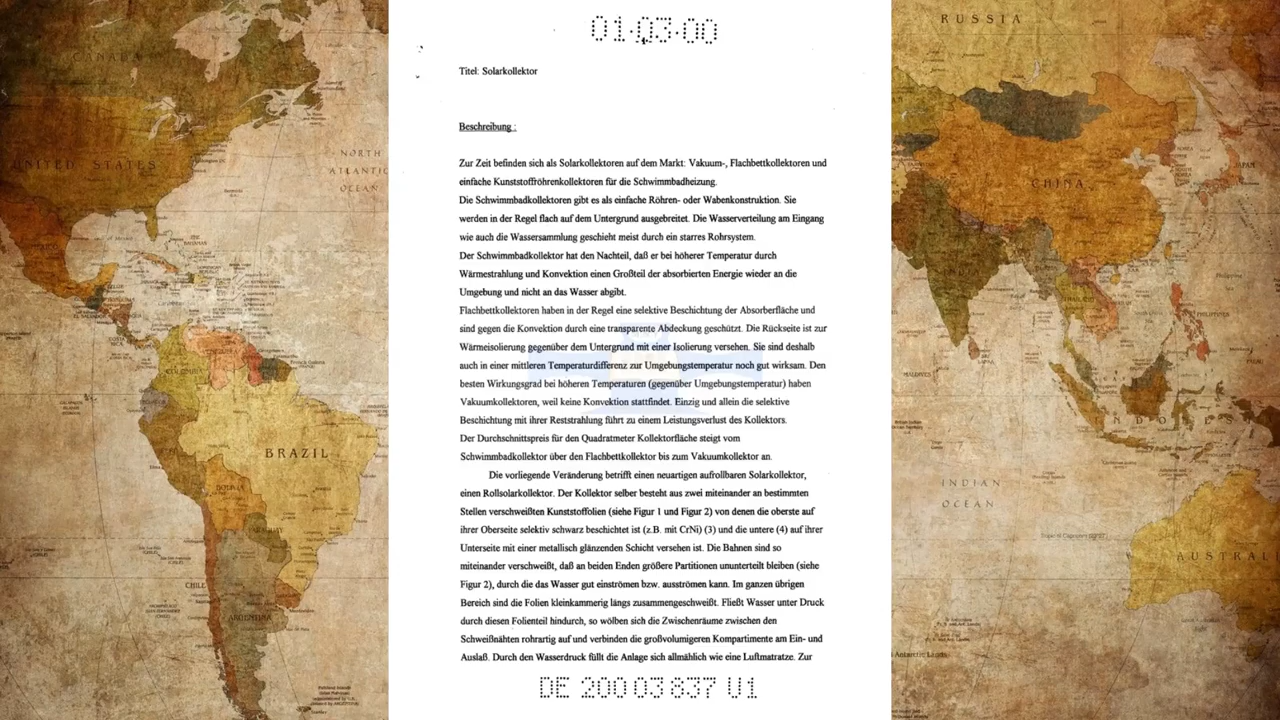 01·03·00
Titel: Solarkollektor
Beschreibung :
Zur Zeit befinden sich als Solarkollektoren auf dem Markt: Vakuum-, Flachbettkollektoren und
einfache Kunststoffröhrenkollektoren für die Schwimmbadheizung.
Die Schwimmbadkollektoren gibt es als einfache Röhren- oder Wabenkonstruktion. Sie
werden in der Regel flach auf dem Untergrund ausgebreitet. Die Wasserverteilung am Eingang
wie auch die Wassersammlung geschieht meist durch ein starres Rohrsystem.
Der Schwimmbadkollektor hat den Nachteil, daß er bei höherer Temperatur durch
Wärmestrahlung und Konvektion einen Großteil der absorbierten Energie wieder an die
Umgebung und nicht an das Wasser abgibt.
Flachbettkollektoren haben in der Regel eine selektive Beschichtung der Absorberfläche und
sind gegen die Konvektion durch eine transparente Abdeckung geschützt. Die Rückseite ist zur
Wärmeisolierung gegenüber dem Untergrund mit einer Isolierung versehen. Sie sind deshalb
auch in einer mittleren Temperaturdifferenz zur Umgebungstemperatur noch gut wirksam. Den
besten Wirkungsgrad bei höheren Temperaturen (gegenüber Umgebungstemperatur) haben
Vakuumkollektoren, weil keine Konvektion stattfindet. Einzig und allein die selektive
Beschichtung mit ihrer Reststrahlung führt zu einem Leistungsverlust des Kollektors.
Der Durchschnittspreis für den Quadratmeter Kollektorfläche steigt vom
Schwimmbadkollektor über den Flachbettkollektor bis zum Vakuumkollektor an.
Die vorliegende Veränderung betrifft einen neuartigen aufrollbaren Solarkollektor,
einen Rollsolarkollektor. Der Kollektor selber besteht aus zwei miteinander an bestimmten
Stellen verschweißten Kunststoffolien (siehe Figur 1 und Figur 2) von denen die oberste auf
ihrer Oberseite selektiv schwarz beschichtet ist (z.B. mit CrNi) (3) und die untere (4) auf ihrer
Unterseite mit einer metallisch glänzenden Schicht versehen ist. Die Bahnen sind so
miteinander verschweißt, daß an beiden Enden größere Partitionen ununterteilt bleiben (siehe
Figur 2), durch die das Wasser gut einströmen bzw. ausströmen kann. Im ganzen übrigen
Bereich sind die Folien kleinkammerig längs zusammengeschweißt. Fließt Wasser unter Druck
durch diesen Folienteil hindurch, so wölben sich die Zwischenräume zwischen den
Schweißnähten rohrartig auf und verbinden die großvolumigeren Kompartimente am Ein- und
Auslaß. Durch den Wasserdruck füllt die Anlage sich allmählich wie eine Luftmatratze. Zur
DE 200 03 837 U1
CANADA
UNITED STATES
NORTH
ATLANTIC
OCEAN
MEXICO
COLOMBIA
BRAZIL
BOLIVIA
PARAGUAY
CHILE
ARGENTINA
RUSSIA
CHINA
JAPAN
THAILAND
PHILIPPINES
INDONESIA
INDIAN
OCEAN
AUSTRALI